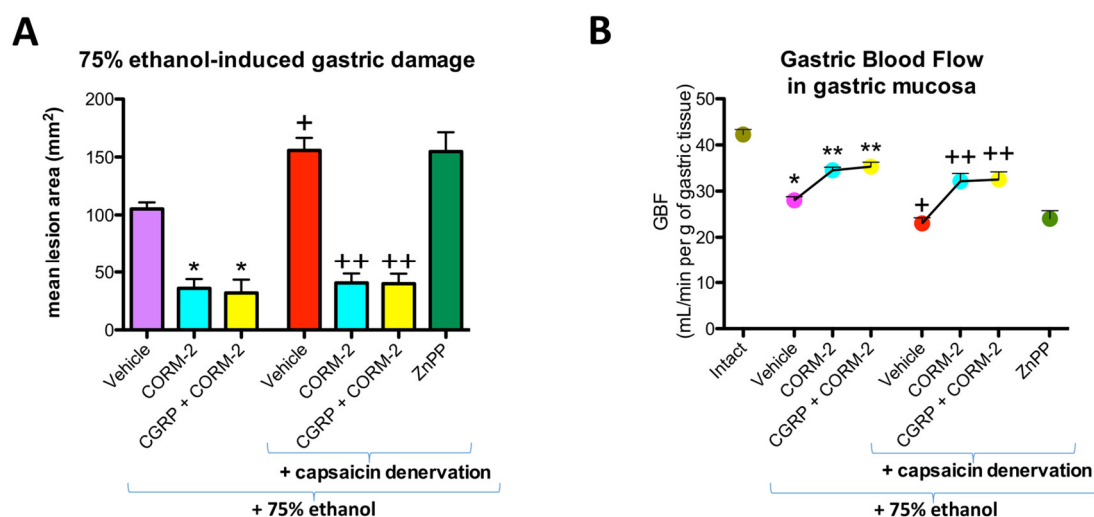 A
75% ethanol-induced gastric damage
mean lesion area (mm²)
200
150
100
50
0
*
*
+
++
++
Vehicle
CORM-2
CGRP + CORM-2
Vehicle
CORM-2
CGRP + CORM-2
ZnPP
+ capsaicin denervation
+ 75% ethanol
B
Gastric Blood Flow
in gastric mucosa
GBF
(mL/min per g of gastric tissue)
50
40
30
20
10
0
*
**
**
+
++
++
Intact
Vehicle
CORM-2
CGRP + CORM-2
Vehicle
CORM-2
CGRP + CORM-2
ZnPP
+ capsaicin denervation
+ 75% ethanol